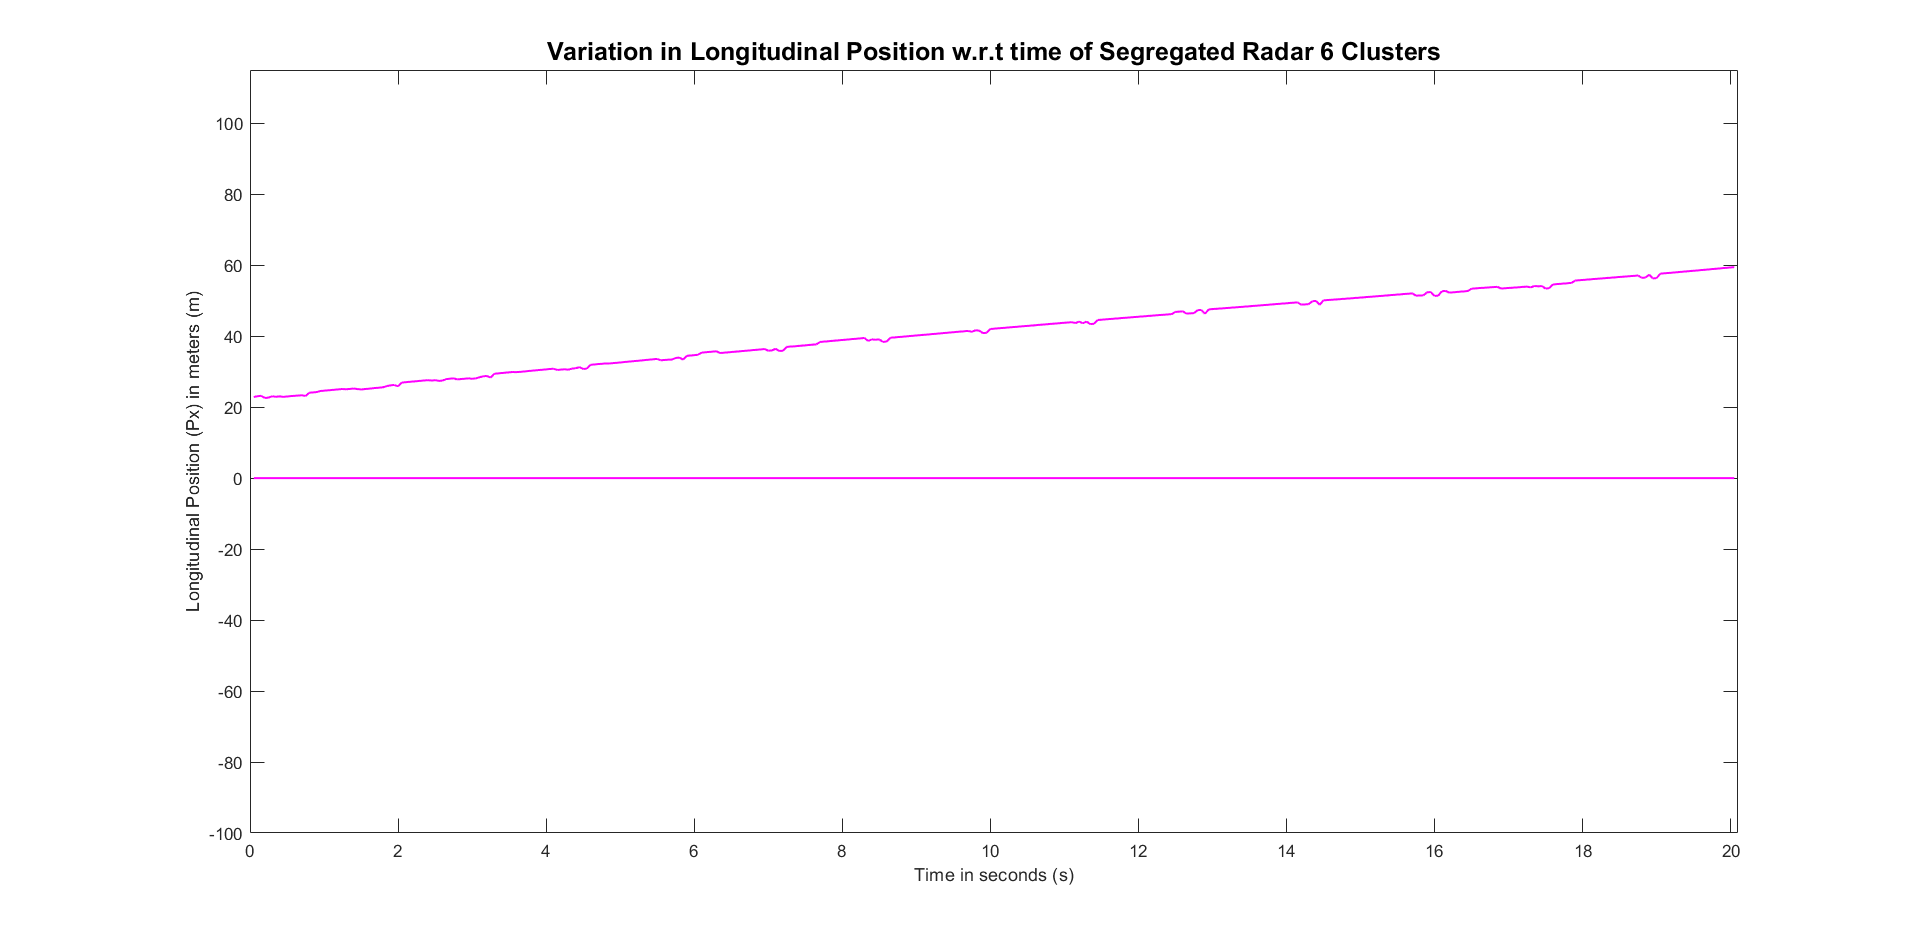 Variation in Longitudinal Position w.r.t time of Segregated Radar 6 Clusters
Longitudinal Position (Px) in meters (m)
100
80
60
40
20
0
-20
-40
-60
-80
-100
0 2 4 6 8 10 12 14 16 18 20
Time in seconds (s)